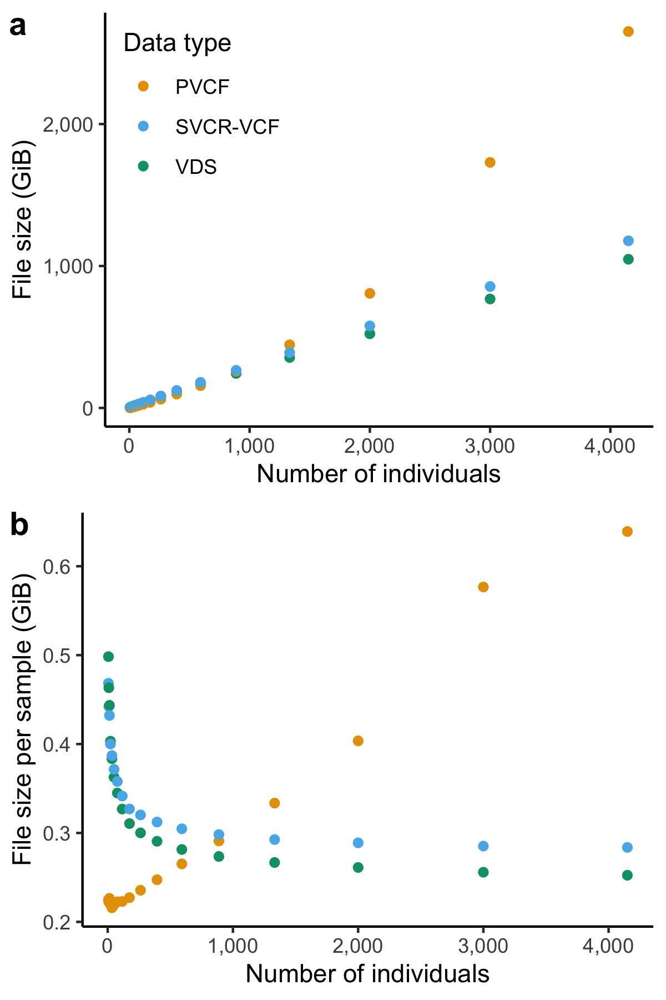 a
Data type
PVCF
SVCR-VCF
VDS
File size (GiB)
2,000
1,000
0
0 1,000 2,000 3,000 4,000
Number of individuals
b
File size per sample (GiB)
0.6
0.5
0.4
0.3
0.2
0 1,000 2,000 3,000 4,000
Number of individuals